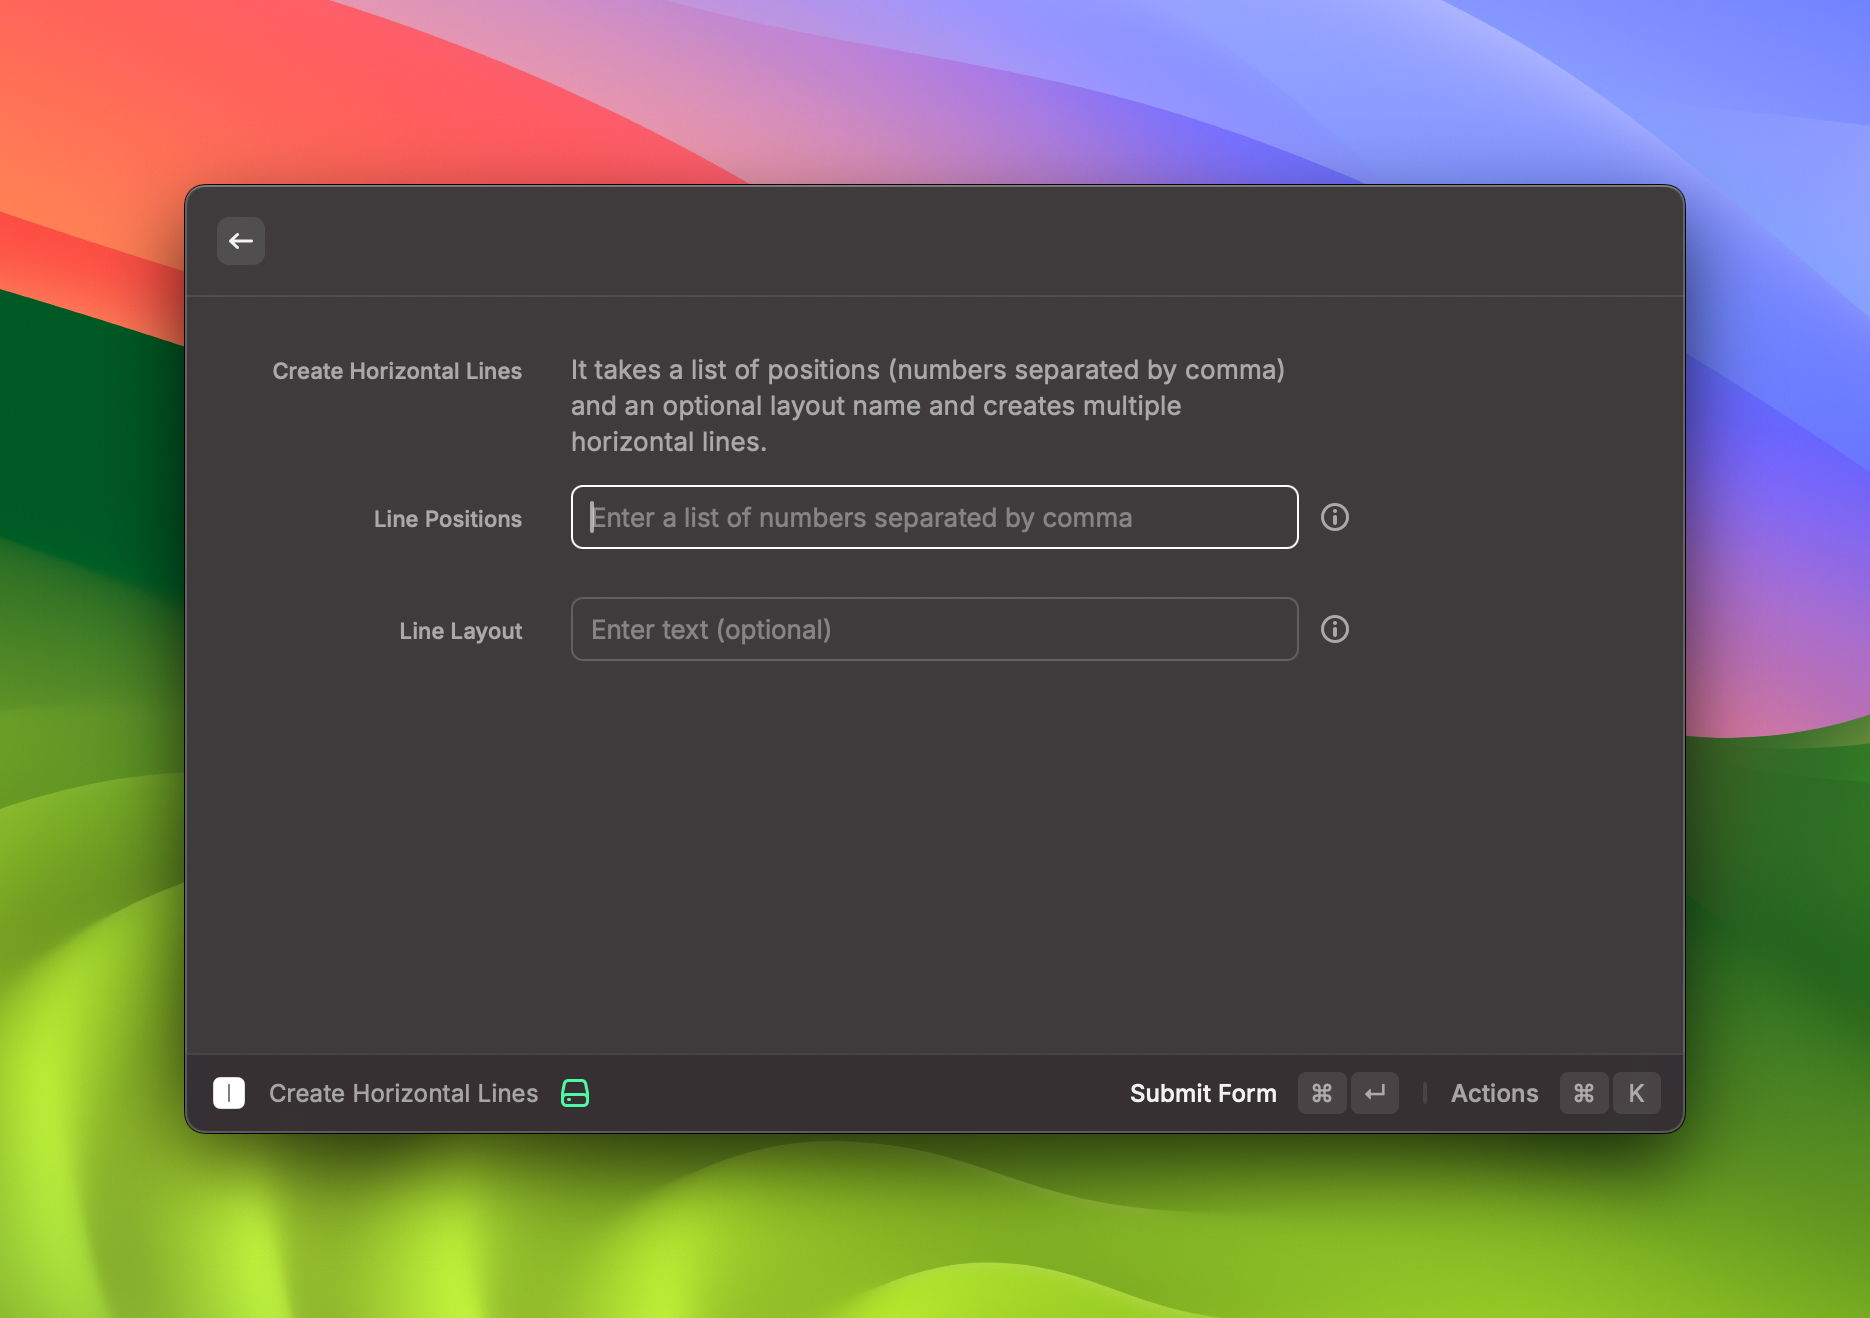 Create Horizontal Lines
It takes a list of positions (numbers separated by comma)
and an optional layout name and creates multiple
horizontal lines.
Line Positions
Enter a list of numbers separated by comma
Line Layout
Enter text (optional)
Create Horizontal Lines
Submit Form ⌘ ↵ Actions ⌘ K